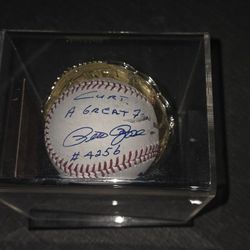 CURT,
A GREAT
Pete Rose
#4256